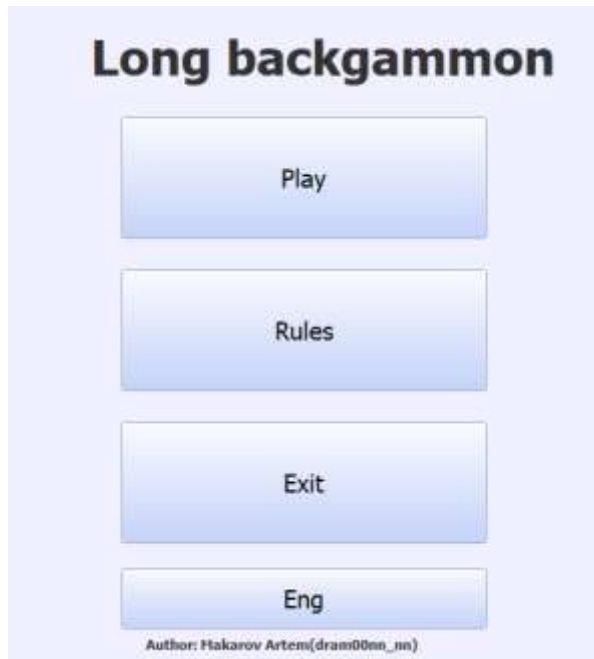 Long backgammon
Play
Rules
Exit
Eng
Author: Makarov Artem(dram00nn_nn)